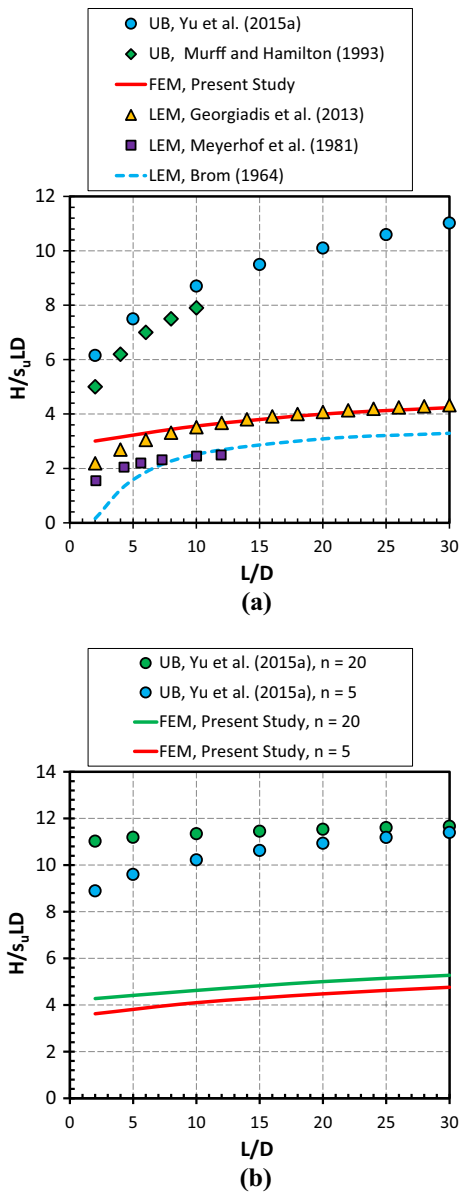 UB, Yu et al. (2015a)
UB, Murff and Hamilton (1993)
FEM, Present Study
LEM, Georgiadis et al. (2013)
LEM, Meyerhof et al. (1981)
LEM, Brom (1964)
12
10
8
6
4
2
0
H/suLD
0 5 10 15 20 25 30
L/D
(a)
UB, Yu et al. (2015a), n = 20
UB, Yu et al. (2015a), n = 5
FEM, Present Study, n = 20
FEM, Present Study, n = 5
14
12
10
8
6
4
2
0
H/suLD
0 5 10 15 20 25 30
L/D
(b)